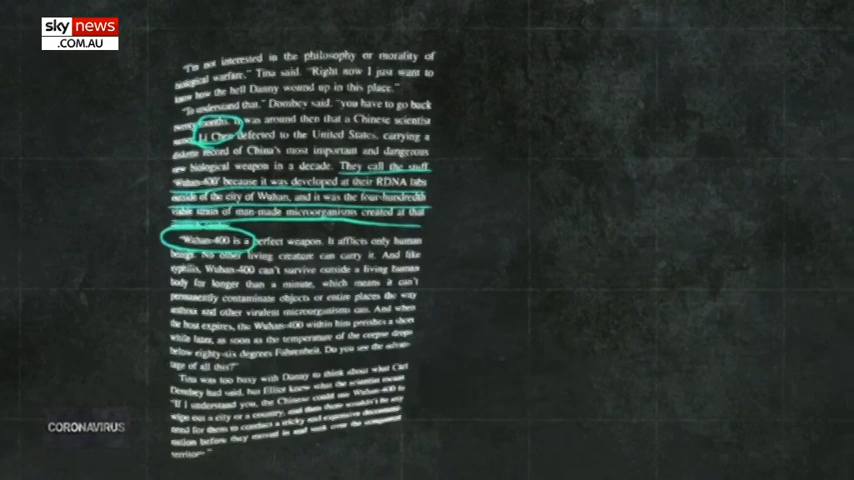 sky news
.COM.AU
"I'm not interested in the philosophy or morality of
biological warfare," Tina said. "Right now I just want to
know how the hell Danny wound up in this place."
"To understand that," Dombey said, "you have to go back
twenty months. It was around then that a Chinese scientist
named Li Chen defected to the United States, carrying a
diskette record of China's most important and dangerous
new biological weapon in a decade. They call the stuff
'Wuhan-400' because it was developed at their RDNA labs
outside of the city of Wuhan, and it was the four-hundredth
viable strain of man-made microorganisms created at that
"Wuhan-400 is a perfect weapon. It afflicts only human
beings. No other living creature can carry it. And like
syphilis, Wuhan-400 can't survive outside a living human
body for longer than a minute, which means it can't
permanently contaminate objects or entire places the way
anthrax and other virulent microorganisms can. And when
the host expires, the Wuhan-400 within him perishes a short
while later, as soon as the temperature of the corpse drops
below eighty-six degrees Fahrenheit. Do you see the advan-
tage of all this?"
Tina was too busy with Danny to think about what Carl
Dombey had said, but Elliot knew what the scientist meant.
"If I understand you, the Chinese could use Wuhan-400 to
wipe out a city or a country, and then there wouldn't be any
need for them to conduct a tricky and expensive decontami-
nation before they moved in and took over the conquered
territory."
CORONAVIRUS